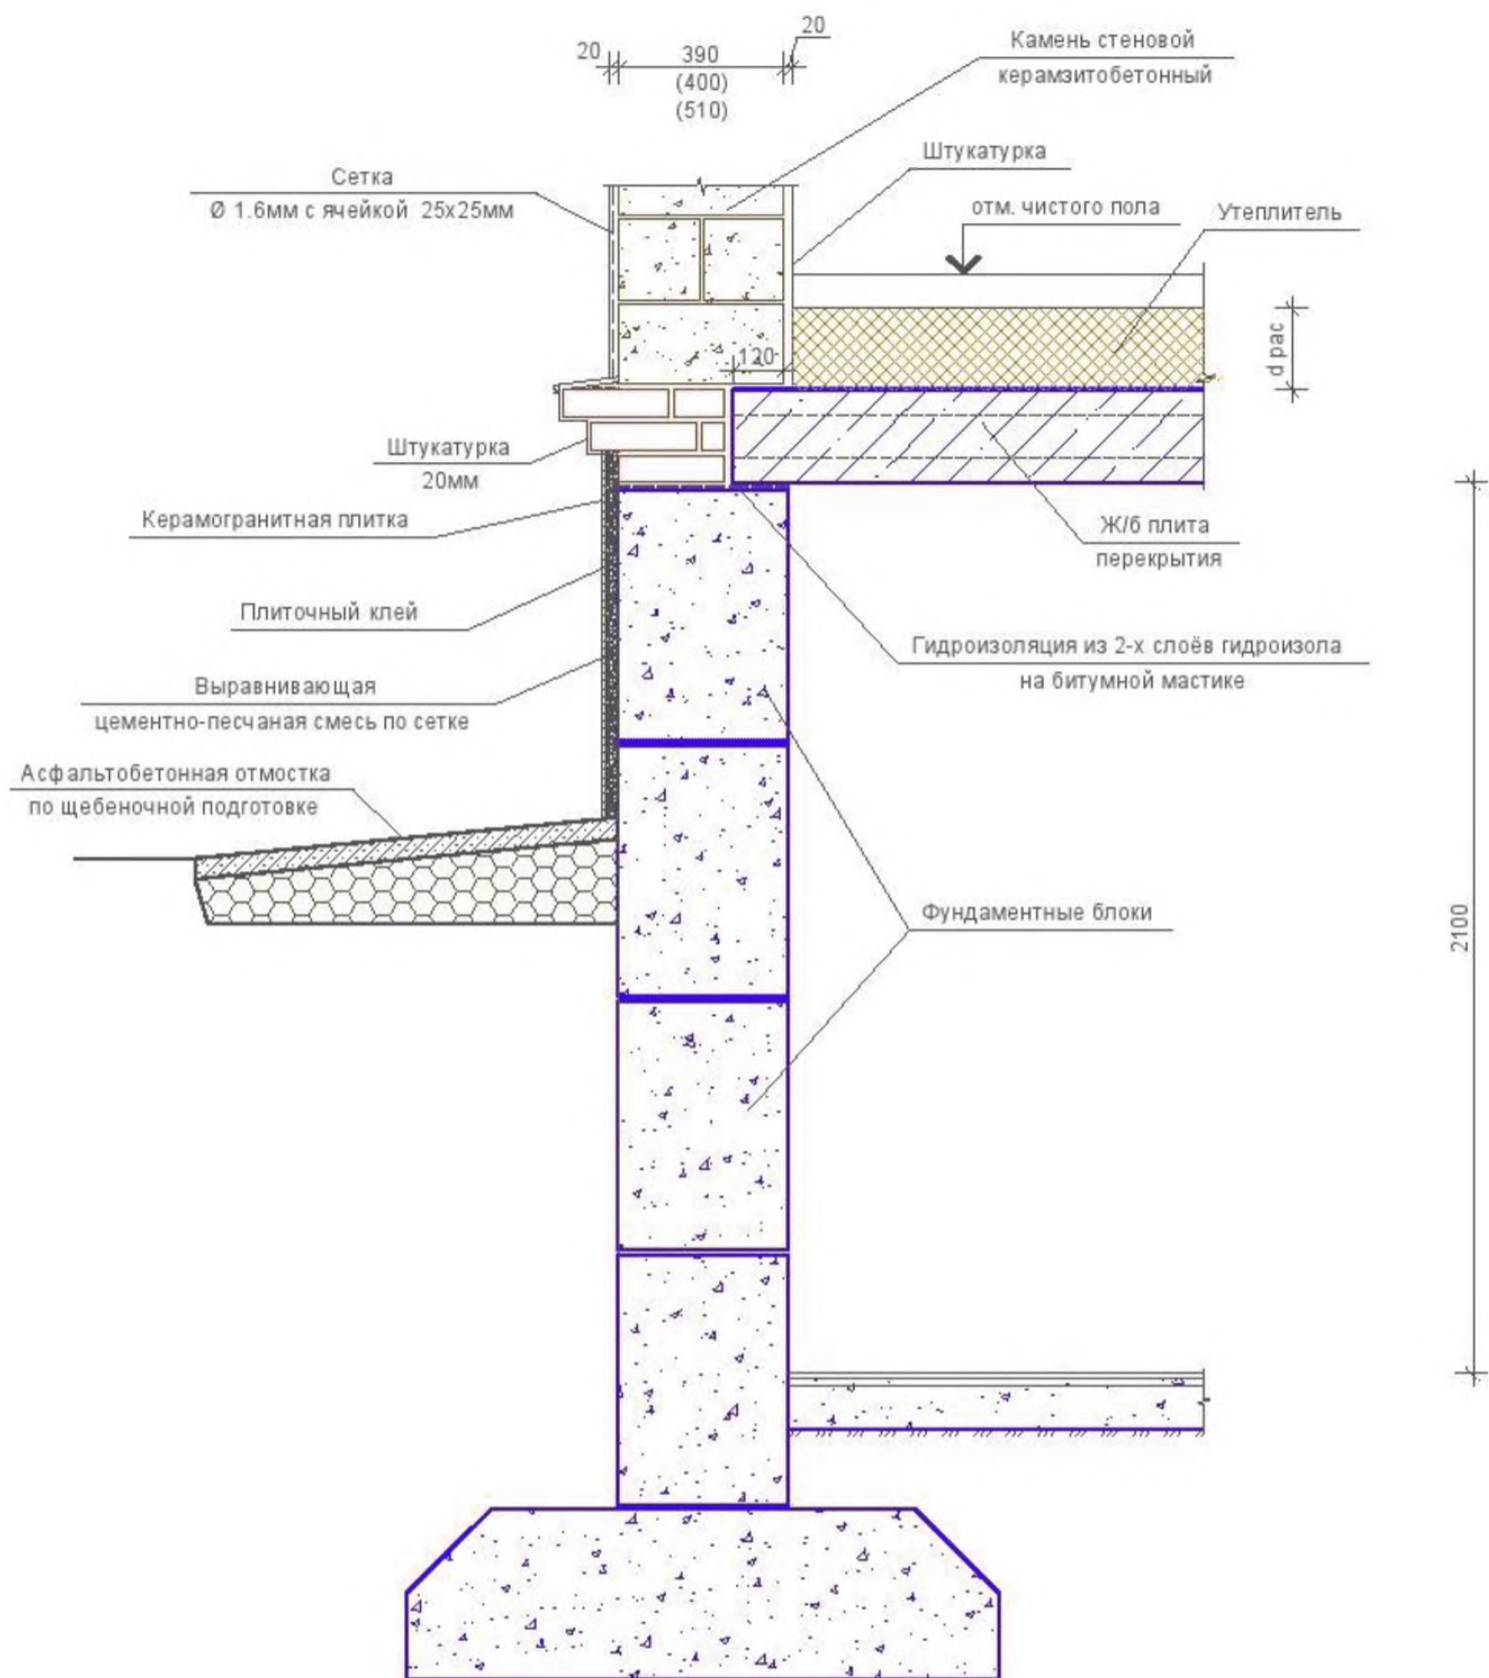 20
20
390
(400)
(510)
Камень стеновой
керамзитобетонный
Штукатурка
Сетка
Ø 1.6мм с ячейкой 25х25мм
отм. чистого пола
Утеплитель
120
d рас
Штукатурка
20мм
Керамогранитная плитка
Ж/б плита
перекрытия
Плиточный клей
Гидроизоляция из 2-х слоёв гидроизола
на битумной мастике
Выравнивающая
цементно-песчаная смесь по сетке
Асфальтобетонная отмостка
по щебеночной подготовке
Фундаментные блоки
2100